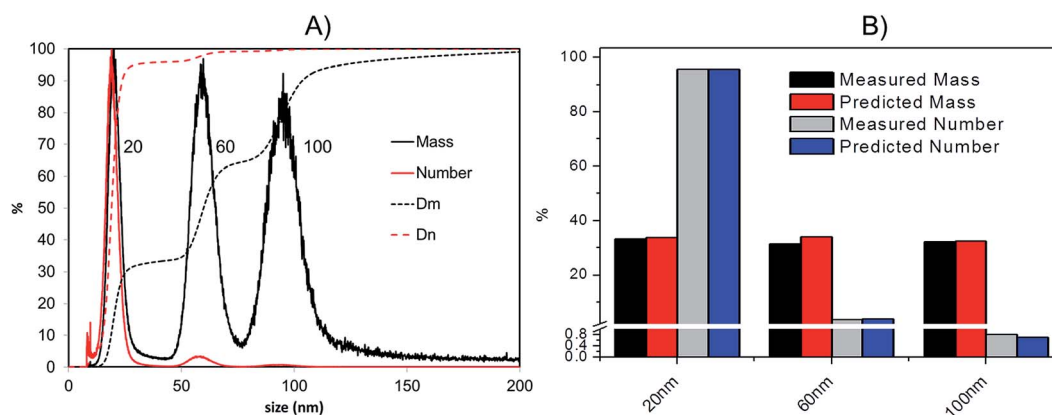 A)
100
90
80
70
60
50
40
30
20
10
0
%
20
60
100
Mass
Number
Dm
Dn
0
50
100
150
200
size (nm)
B)
100
80
60
40
20
0.8
0.4
0.0
%
Measured Mass
Predicted Mass
Measured Number
Predicted Number
20nm
60nm
100nm